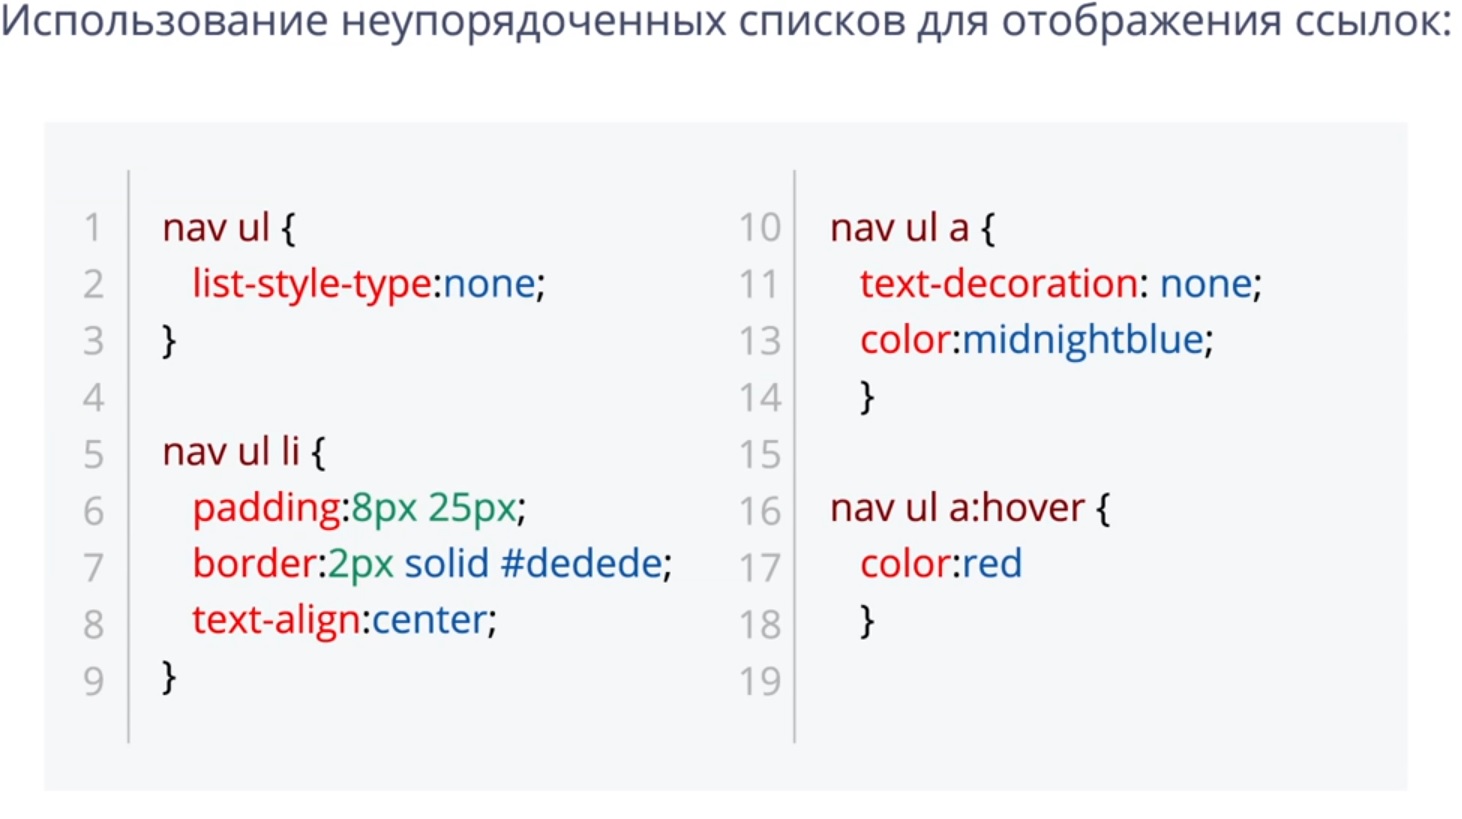 Использование неупорядоченных списков для отображения ссылок:
1 nav ul {
2 list-style-type:none;
3 }
4
5 nav ul li {
6 padding:8px 25px;
7 border:2px solid #dedede;
8 text-align:center;
9 }
10 nav ul a {
11 text-decoration: none;
13 color:midnightblue;
14 }
15
16 nav ul a:hover {
17 color:red
18 }
19